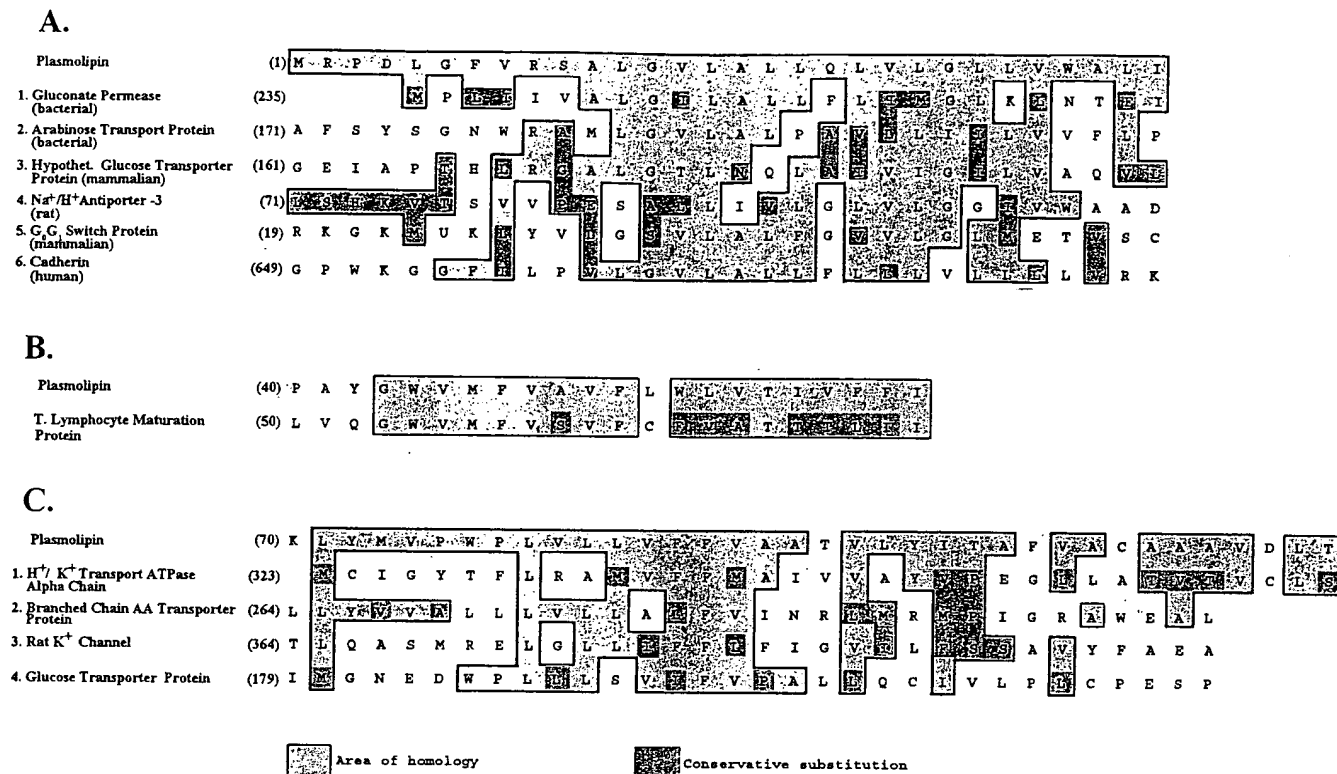 A.
Plasmolipin (1) M R P D L G F V R S A L G V L A L L Q L V L G L L V W A L I
1. Gluconate Permease (235) M P L L I V A L G L A L L F L G L K L N T E I
(bacterial)
2. Arabinose Transport Protein (171) A F S Y S G N W R A M L G V L A L P A V L L I L V V F L P
(bacterial)
3. Hypothet. Glucose Transporter (161) G E I A P H L R G A L G T L N Q L A V I G L V A Q V L
Protein (mammalian)
4. Na+/H+Antiporter -3 (71) S V V S A L I V L G L V L G G V W A A D
(rat)
5. G0G1 Switch Protein (19) R K G K M U K Y V L G V L A L F G V V L G L M E T S C
(mammalian)
6. Cadherin (649) G P W K G G F L P V L G V L A L L F L L V L L L L R K
(human)
B.
Plasmolipin (40) P A Y G W V M F V A V F L W L V T I L V F F I
T. Lymphocyte Maturation (50) L V Q G W V M F V S V F C V A T I
Protein
C.
Plasmolipin (70) K L Y M V P W P L V L L V F F V A A T V L Y I T A F V A C A A A V D L T
1. H+/ K+ Transport ATPase (323) M C I G Y T F L R A M V F F M A I V V A Y V P E G L L A T V T V C L S
Alpha Chain
2. Branched Chain AA Transporter (264) L L Y V V A L L L V L L A F V I N R M R M I G R A W E A L
Protein
3. Rat K+ Channel (364) T L Q A S M R E L G L L F F L F I G V L S S A V Y F A E A
4. Glucose Transporter Protein (179) I M G N E D W P L L L S V F V P A L L Q C I V L P L C P E S P
Area of homology Conservative substitution